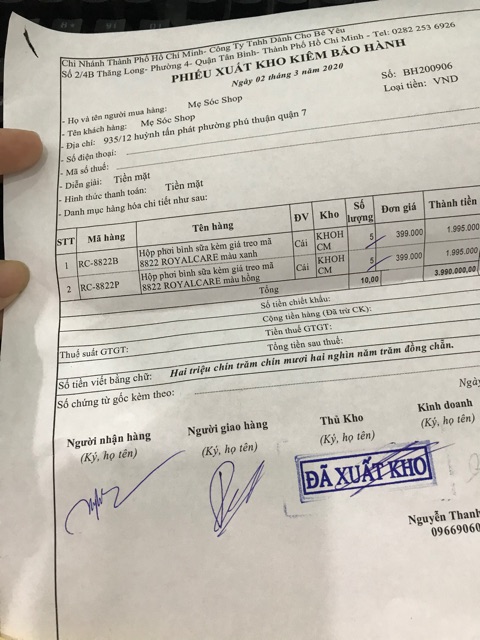 Chi Nhánh Thành Phố Hồ Chí Minh- Công Ty Tnhh Dành Cho Bé Yêu
Số 2/4B Thăng Long- Phường 4- Quận Tân Bình- Thành Phố Hồ Chí Minh - Tel: 0282 253 6926
PHIẾU XUẤT KHO KIÊM BẢO HÀNH
Ngày 02 tháng 3 năm 2020
Số: BH200906
Loại tiền: VND
- Họ và tên người mua hàng: Mẹ Sóc Shop
- Tên khách hàng: Mẹ Sóc Shop
- Địa chỉ: 935/12 huỳnh tấn phát phường phú thuận quận 7
- Số điện thoại:
- Mã số thuế:
- Diễn giải: Tiền mặt
- Hình thức thanh toán: Tiền mặt
- Danh mục hàng hóa chi tiết như sau:
STT Mã hàng Tên hàng ĐV Kho Số lượng Đơn giá Thành tiền
1 RC-8822B Hộp phơi bình sữa kèm giá treo mã 8822 ROYALCARE màu xanh Cái KHOH CM 5 399.000 1.995.000
2 RC-8822P Hộp phơi bình sữa kèm giá treo mã 8822 ROYALCARE màu hồng Cái KHOH CM 5 399.000 1.995.000
Tổng 10,00 3.990.000,00
Số tiền chiết khấu:
Cộng tiền hàng (Đã trừ CK):
Thuế suất GTGT: Tiền thuế GTGT:
Tổng tiền sau thuế:
Số tiền viết bằng chữ: Hai triệu chín trăm chín mươi hai nghìn năm trăm đồng chẵn.
Số chứng từ gốc kèm theo:
Ngày
Người nhận hàng Người giao hàng Thủ Kho Kinh doanh
(Ký, họ tên) (Ký, họ tên) (Ký, họ tên) (Ký, họ tên)
ĐÃ XUẤT KHO
Nguyễn Thanh
0966906